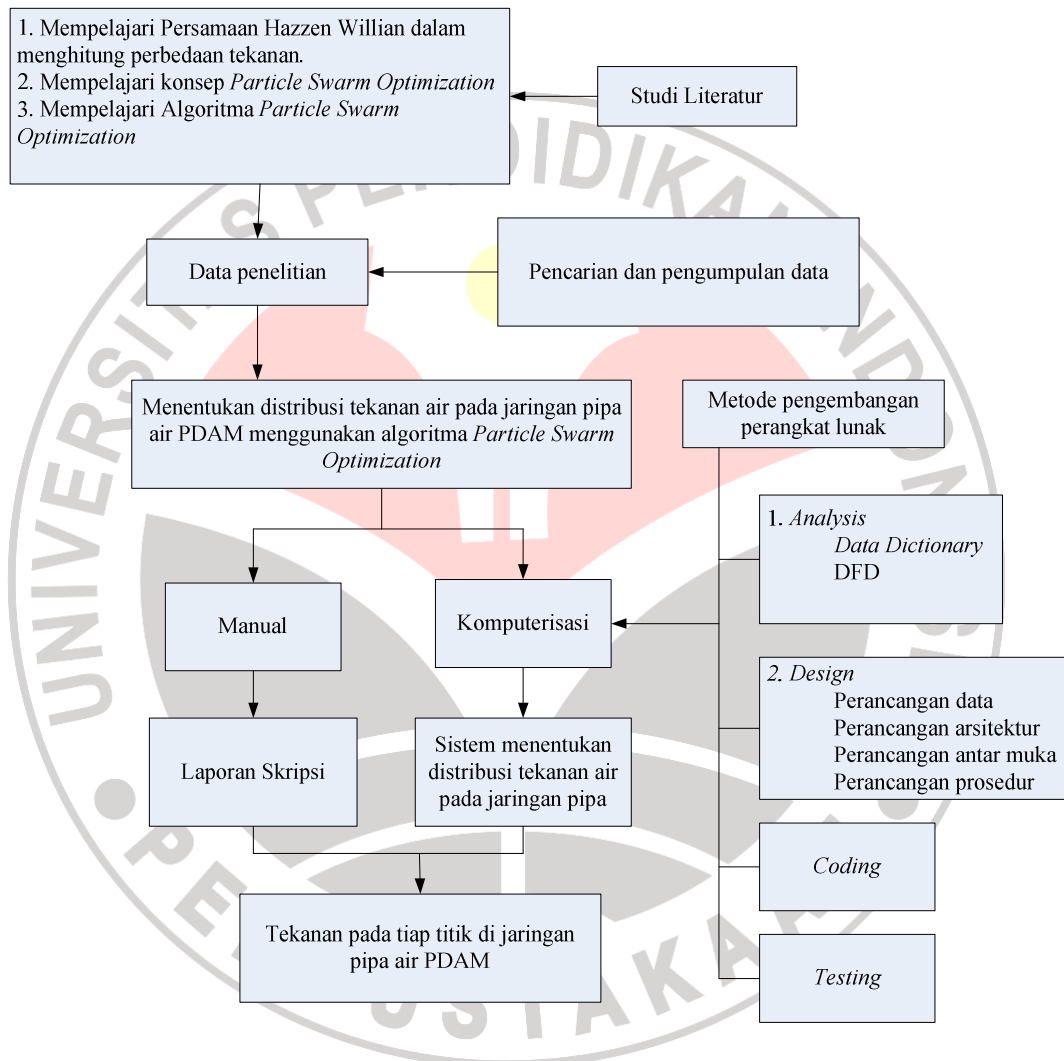 1. Mempelajari Persamaan Hazzen Willian dalam
menghitung perbedaan tekanan.
2. Mempelajari konsep Particle Swarm Optimization
3. Mempelajari Algoritma Particle Swarm
Optimization
Studi Literatur
Data penelitian
Pencarian dan pengumpulan data
Menentukan distribusi tekanan air pada jaringan pipa
air PDAM menggunakan algoritma Particle Swarm
Optimization
Metode pengembangan
perangkat lunak
1. Analysis
Data Dictionary
DFD
Manual
Komputerisasi
2. Design
Perancangan data
Perancangan arsitektur
Perancangan antar muka
Perancangan prosedur
Laporan Skripsi
Sistem menentukan
distribusi tekanan air
pada jaringan pipa
Coding
Tekanan pada tiap titik di jaringan
pipa air PDAM
Testing